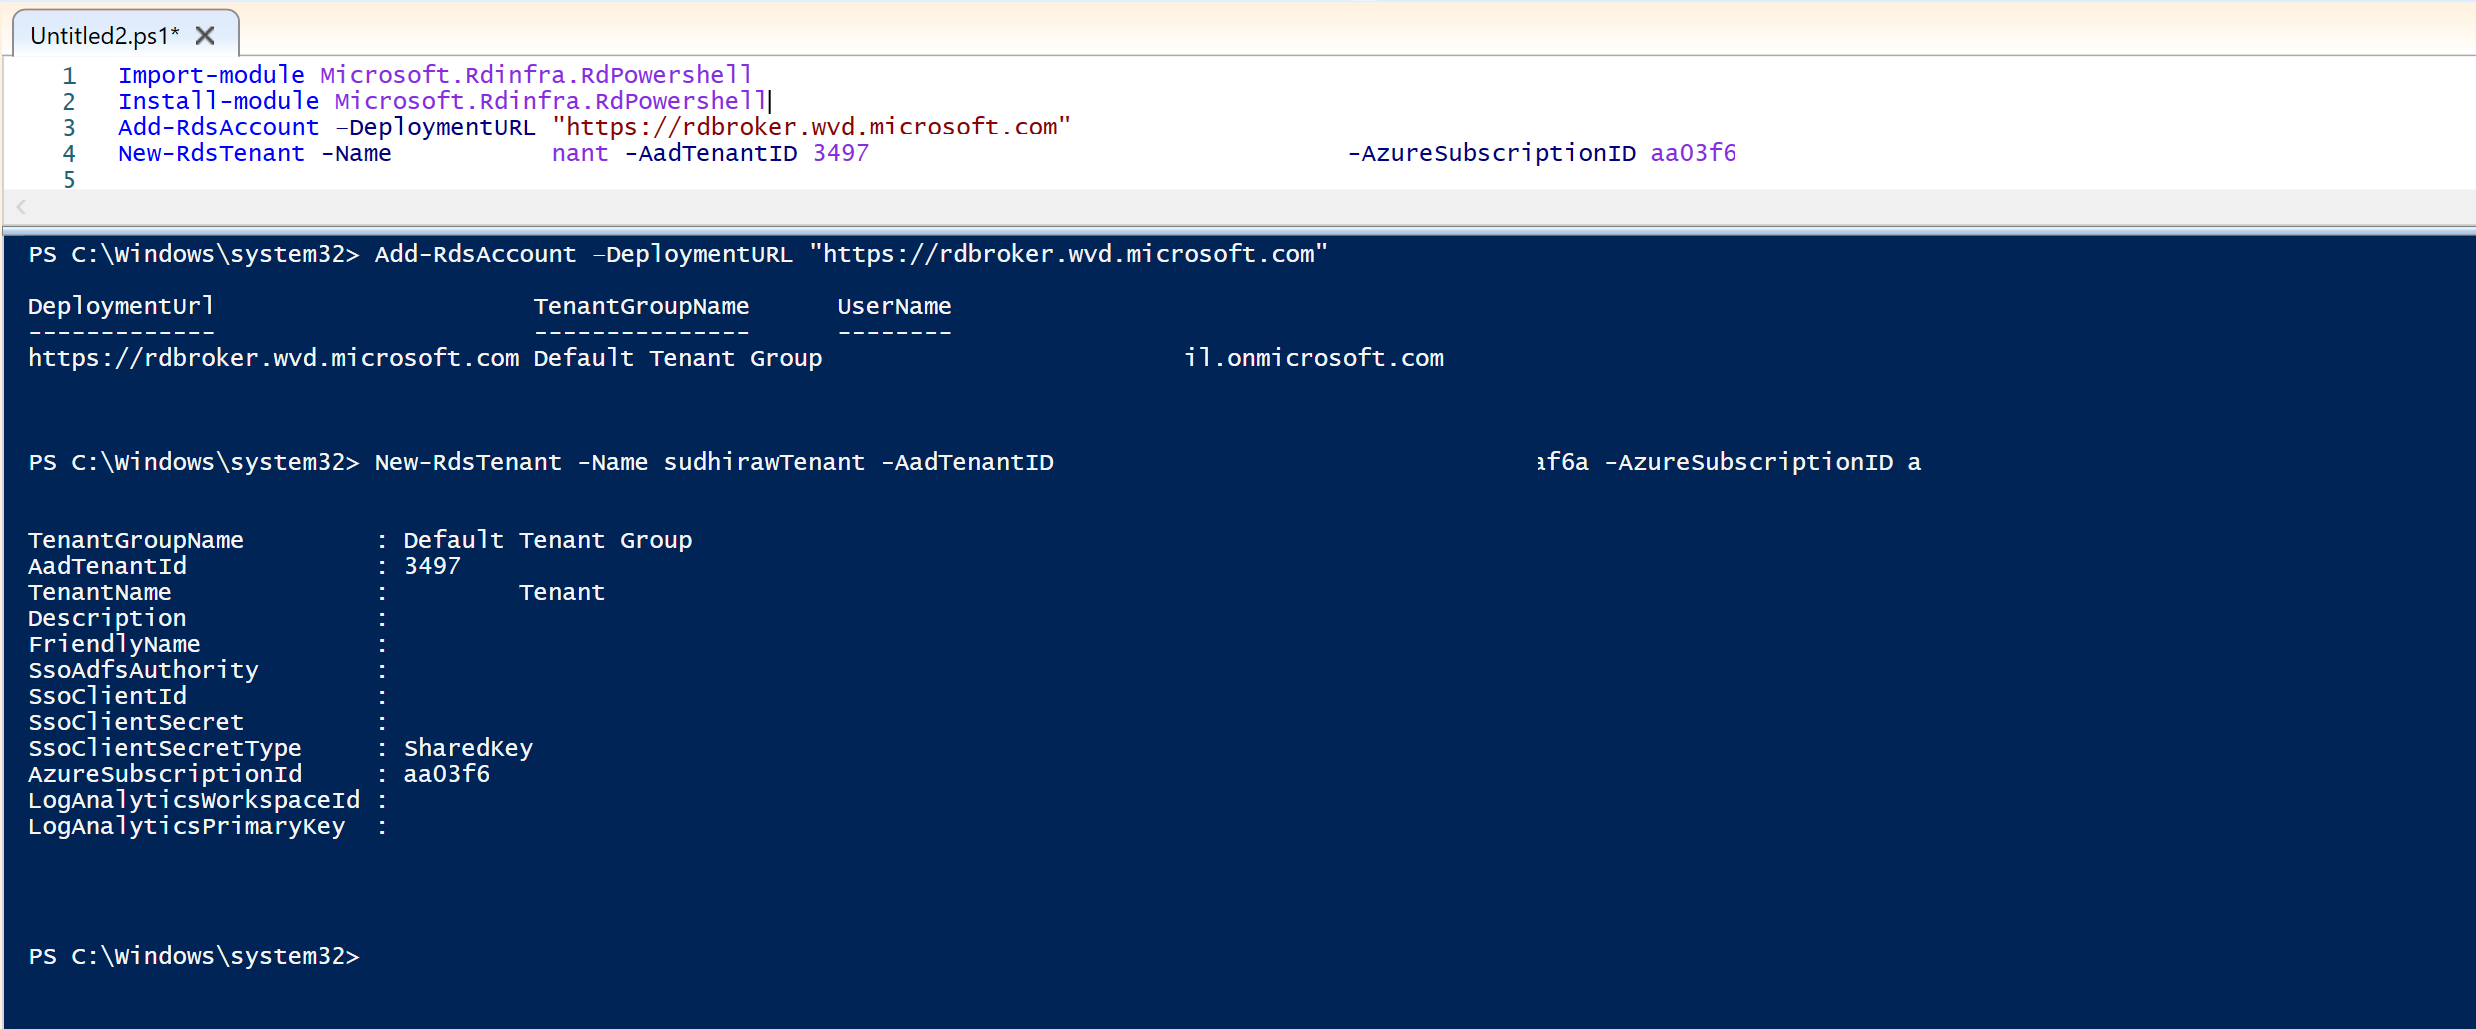 Untitled2.ps1*
1 Import-module Microsoft.Rdinfra.RdPowershell
2 Install-module Microsoft.Rdinfra.RdPowershell
3 Add-RdsAccount –DeploymentURL "https://rdbroker.wvd.microsoft.com"
4 New-RdsTenant -Name nant -AadTenantID 3497 -AzureSubscriptionID aa03f6
5
PS C:\Windows\system32> Add-RdsAccount –DeploymentURL "https://rdbroker.wvd.microsoft.com"
DeploymentUrl TenantGroupName UserName
------------- --------------- --------
https://rdbroker.wvd.microsoft.com Default Tenant Group il.onmicrosoft.com
PS C:\Windows\system32> New-RdsTenant -Name sudhirawTenant -AadTenantID af6a -AzureSubscriptionID a
TenantGroupName : Default Tenant Group
AadTenantId : 3497
TenantName : Tenant
Description :
FriendlyName :
SsoAdfsAuthority :
SsoClientId :
SsoClientSecret :
SsoClientSecretType : SharedKey
AzureSubscriptionId : aa03f6
LogAnalyticsWorkspaceId :
LogAnalyticsPrimaryKey :
PS C:\Windows\system32>